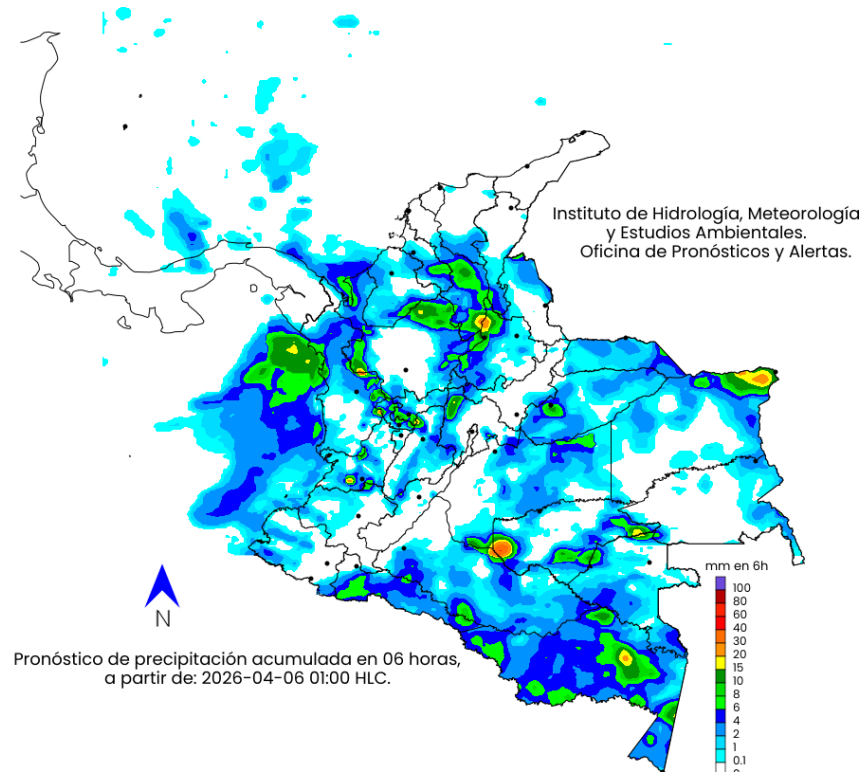 Instituto de Hidrología, Meteorología
y Estudios Ambientales.
Oficina de Pronósticos y Alertas.
mm en 6h
100
80
60
40
30
20
15
10
8
6
4
2
1
0.1
0
N
Pronóstico de precipitación acumulada en 06 horas,
a partir de: 2026-04-06 01:00 HLC.